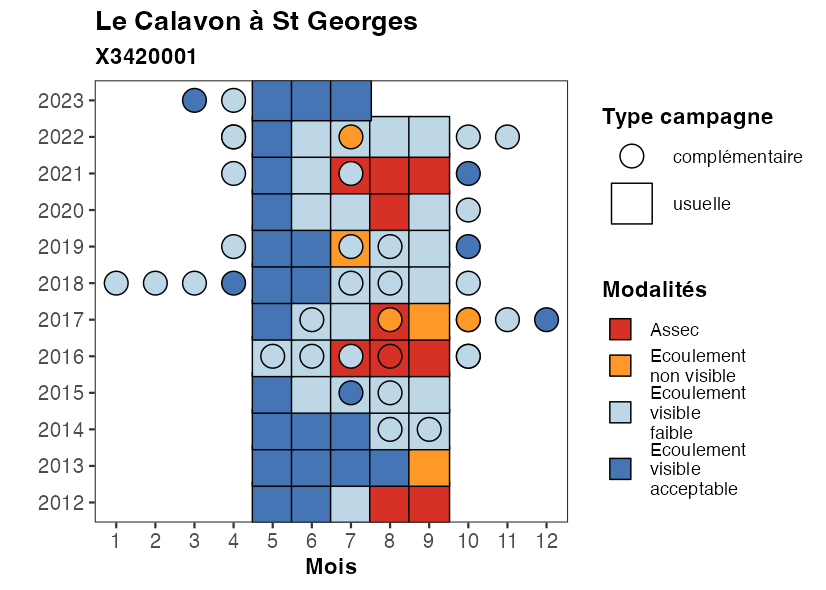 Le Calavon à St Georges
X3420001
2023
2022
2021
2020
2019
2018
2017
2016
2015
2014
2013
2012
1 2 3 4 5 6 7 8 9 10 11 12
Mois
Type campagne
complémentaire
usuelle
Modalités
Assec
Ecoulement
non visible
Ecoulement
visible
faible
Ecoulement
visible
acceptable